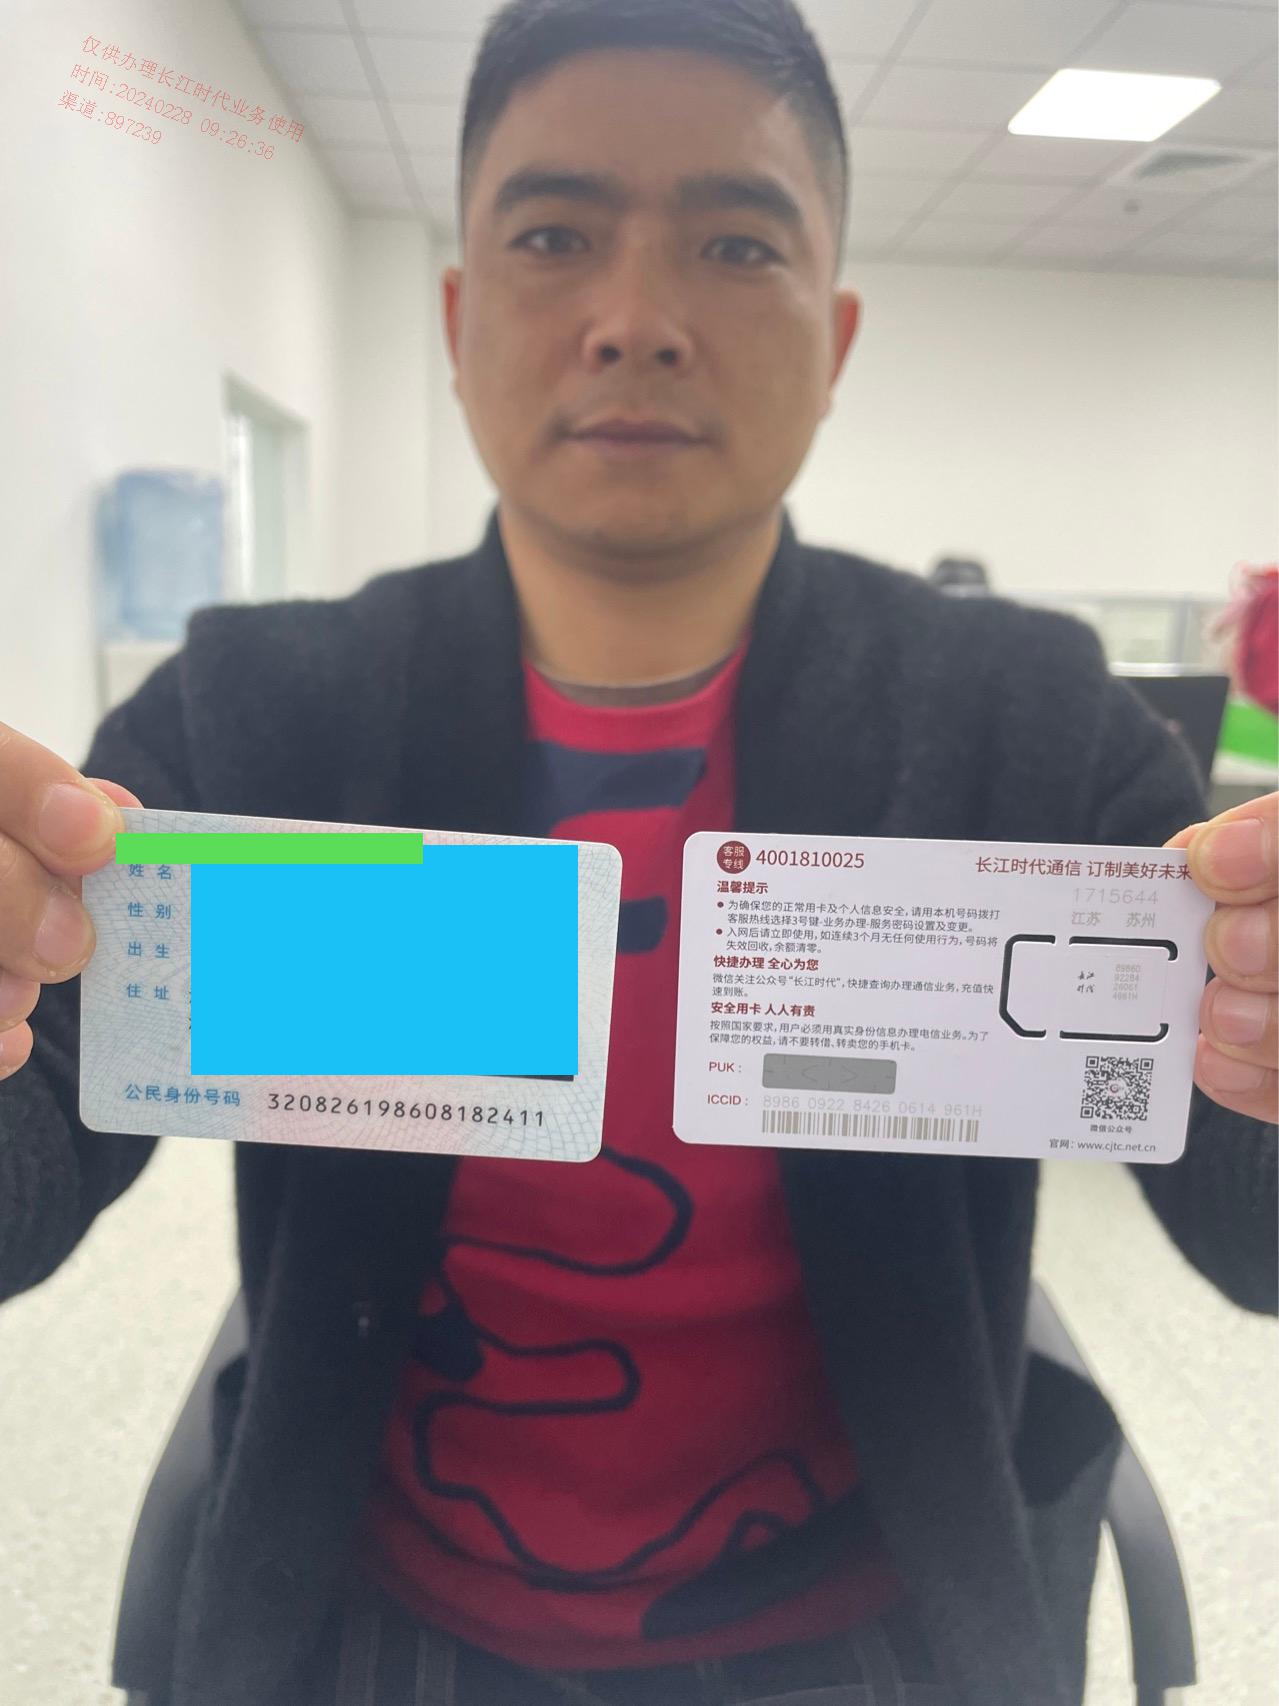 仅供办理长江时代业务使用
时间:20240228 09:26:36
渠道:897239
姓名
性别
出生
住址
公民身份号码 320826198608182411
客服专线 4001810025
长江时代通信 订制美好未来
1715644
江苏 苏州
温馨提示
● 为确保您的正常用卡及个人信息安全,请用本机号码拨打
客服热线选择3号键-业务办理-服务密码设置及变更。
● 入网后请立即使用,如连续3个月无任何使用行为,号码将
失效回收,余额清零。
快捷办理 全心为您
微信关注公众号“长江时代”,快捷查询办理通信业务,充值快
速到账。
安全用卡 人人有责
按照国家要求,用户必须用真实身份信息办理电信业务。为了
保障您的权益,请不要转借、转卖您的手机卡。
长江
时代
89860
92284
26061
4961H
PUK:
ICCID: 8986 0922 8426 0614 961H
微信公众号
官网:www.cjtc.net.cn